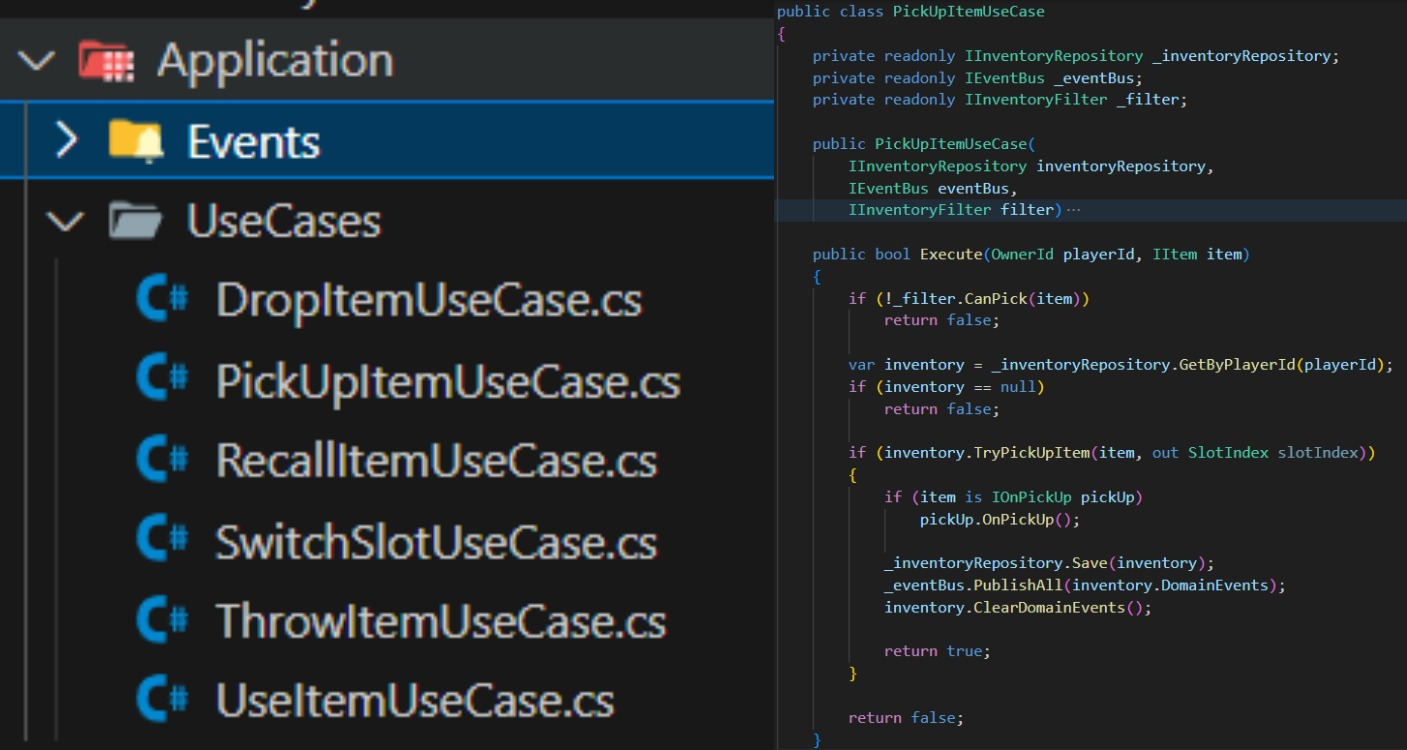 Application
Events
UseCases
DropItemUseCase.cs
PickUpItemUseCase.cs
RecallItemUseCase.cs
SwitchSlotUseCase.cs
ThrowItemUseCase.cs
UseItemUseCase.cs
public class PickUpItemUseCase
{
    private readonly IInventoryRepository _inventoryRepository;
    private readonly IEventBus _eventBus;
    private readonly IInventoryFilter _filter;
    public PickUpItemUseCase(
        IInventoryRepository inventoryRepository,
        IEventBus eventBus,
        IInventoryFilter filter) ···
    public bool Execute(OwnerId playerId, IItem item)
    {
        if (!_filter.CanPick(item))
            return false;
        var inventory = _inventoryRepository.GetByPlayerId(playerId);
        if (inventory == null)
            return false;
        if (inventory.TryPickUpItem(item, out SlotIndex slotIndex))
        {
            if (item is IOnPickUp pickUp)
                pickUp.OnPickUp();
            _inventoryRepository.Save(inventory);
            _eventBus.PublishAll(inventory.DomainEvents);
            inventory.ClearDomainEvents();
            return true;
        }
        return false;
    }